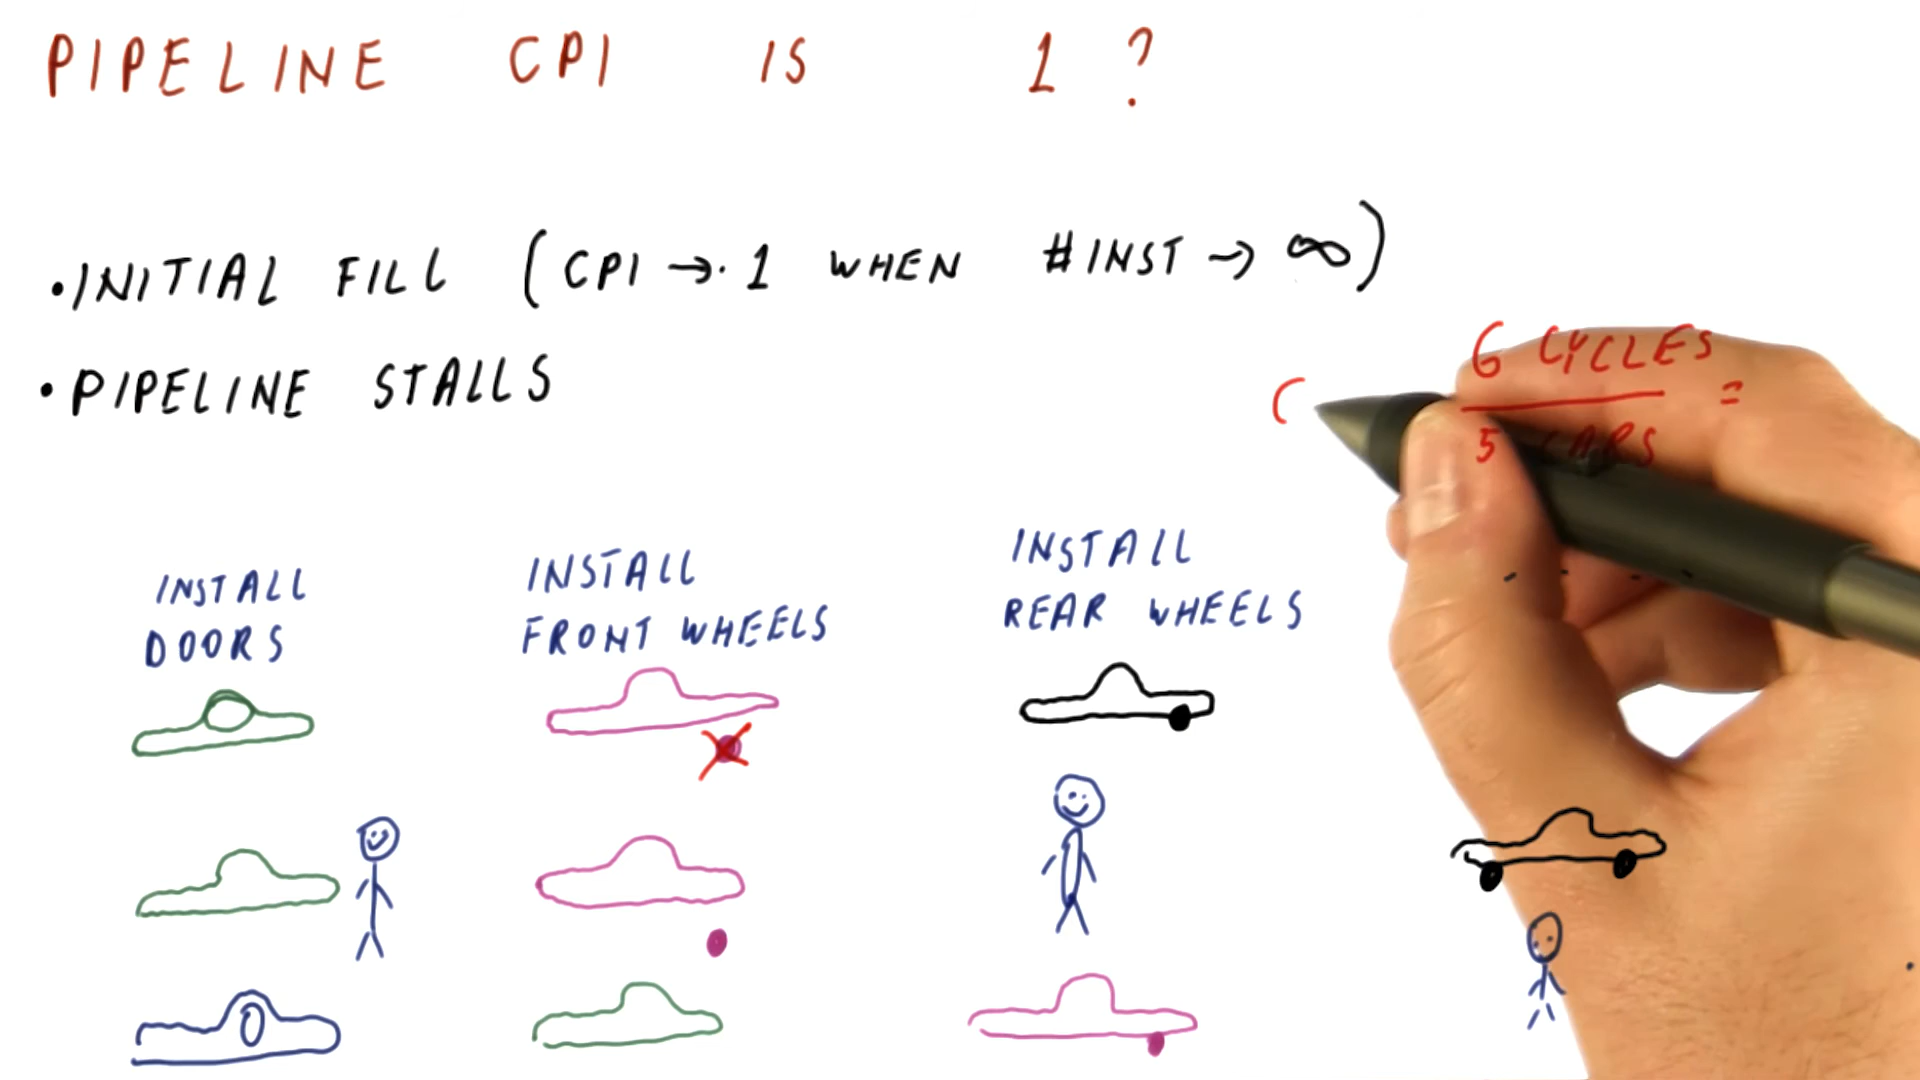 PIPELINE CPI IS 1 ?
• INITIAL FILL (CPI → 1 WHEN #INST → ∞)
• PIPELINE STALLS
6 CYCLES
5 CARS
=
(
INSTALL
DOORS
INSTALL
FRONT WHEELS
INSTALL
REAR WHEELS